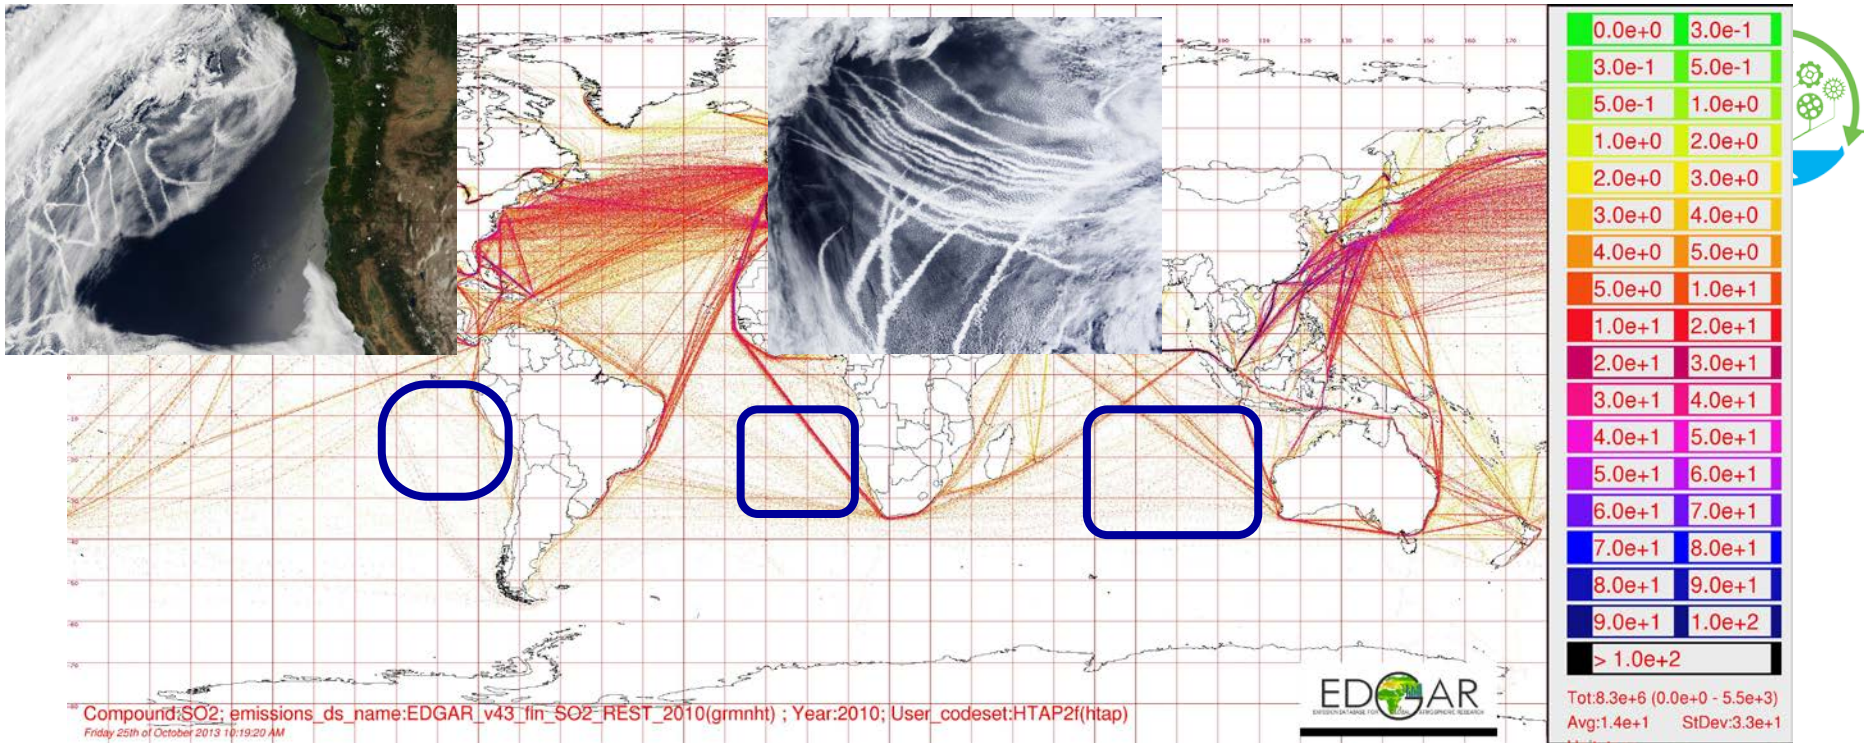 0.0e+0 3.0e-1
3.0e-1 5.0e-1
5.0e-1 1.0e+0
1.0e+0 2.0e+0
2.0e+0 3.0e+0
3.0e+0 4.0e+0
4.0e+0 5.0e+0
5.0e+0 1.0e+1
1.0e+1 2.0e+1
2.0e+1 3.0e+1
3.0e+1 4.0e+1
4.0e+1 5.0e+1
5.0e+1 6.0e+1
6.0e+1 7.0e+1
7.0e+1 8.0e+1
8.0e+1 9.0e+1
9.0e+1 1.0e+2
> 1.0e+2
Tot:8.3e+6 (0.0e+0 - 5.5e+3)
Avg:1.4e+1 StDev:3.3e+1
EDGAR
EMISSION DATABASE FOR GLOBAL ATMOSPHERIC RESEARCH
Compound:SO2; emissions_ds_name:EDGAR_v43_fin_SO2_REST_2010(grmnht) ; Year:2010; User_codeset:HTAP2f(htap)
Friday 25th of October 2013 10:19:20 AM